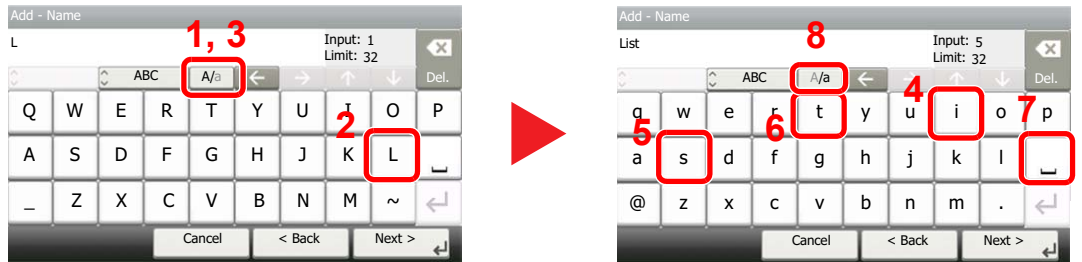 Add - Name
L
Input: 1
Limit: 32
1, 3
ABC
A/a
Del.
Q W E R T Y U I O P
2
A S D F G H J K L
_ Z X C V B N M ~
Cancel < Back Next >
Add - Name
List
Input: 5
Limit: 32
8
ABC
A/a
Del.
q w e r t y u i o p
4
7
5
6
a s d f g h j k l
@ z x c v b n m .
Cancel < Back Next >